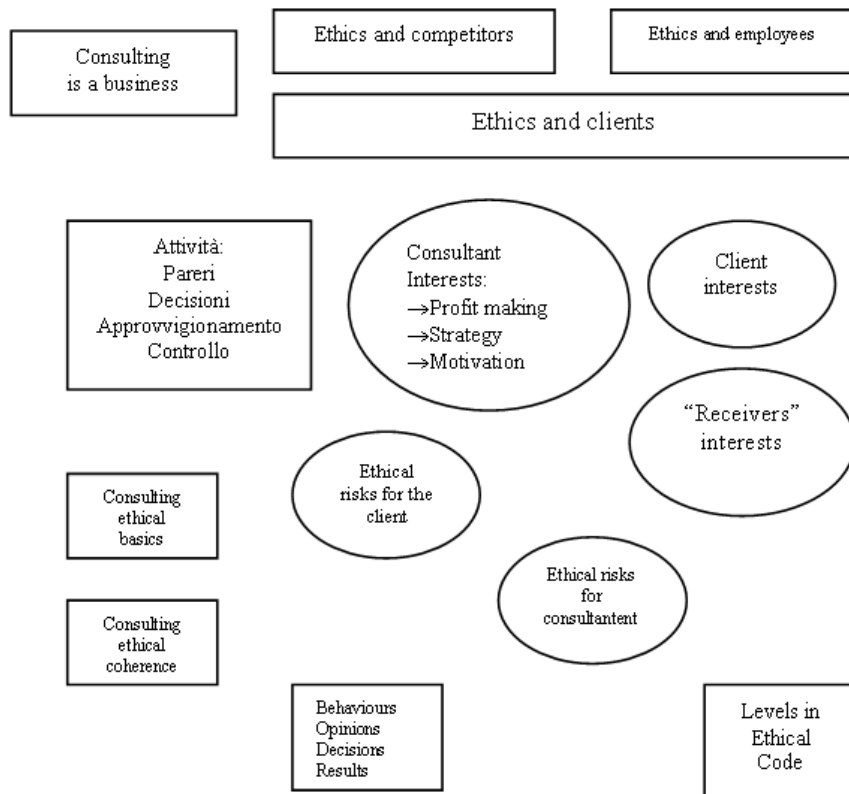 Consulting
is a business
Ethics and competitors
Ethics and employees
Ethics and clients
Attività:
Pareri
Decisioni
Approvvigionamento
Controllo
Consultant
Interests:
→Profit making
→Strategy
→Motivation
Client
interests
“Receivers”
interests
Ethical
risks for the
client
Consulting
ethical
basics
Ethical risks
for
consultantent
Consulting
ethical
coherence
Behaviours
Opinions
Decisions
Results
Levels in
Ethical
Code